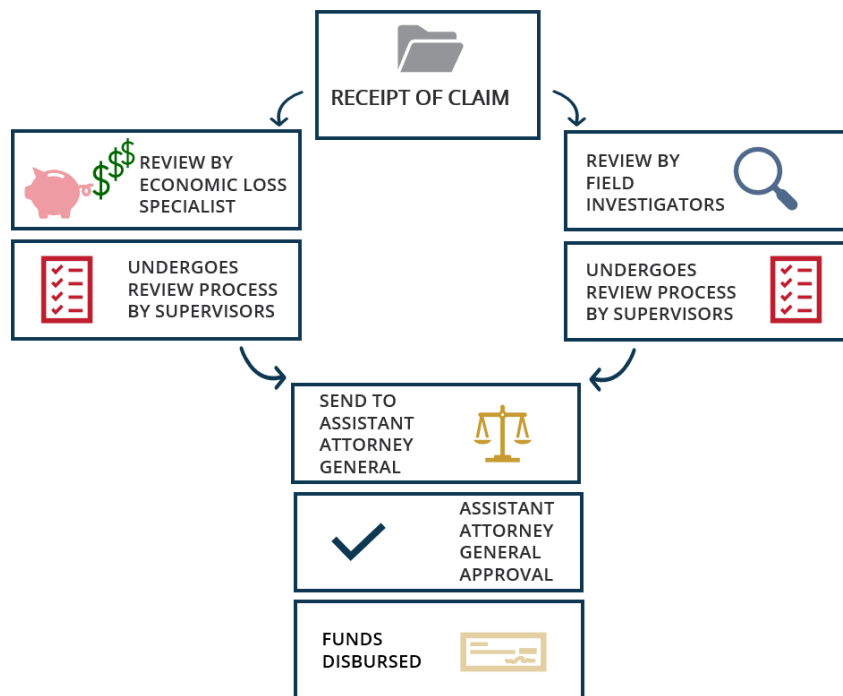 RECEIPT OF CLAIM
$$$
REVIEW BY
ECONOMIC LOSS
SPECIALIST
UNDERGOES
REVIEW PROCESS
BY SUPERVISORS
REVIEW BY
FIELD
INVESTIGATORS
UNDERGOES
REVIEW PROCESS
BY SUPERVISORS
SEND TO
ASSISTANT
ATTORNEY
GENERAL
ASSISTANT
ATTORNEY
GENERAL
APPROVAL
FUNDS
DISBURSED